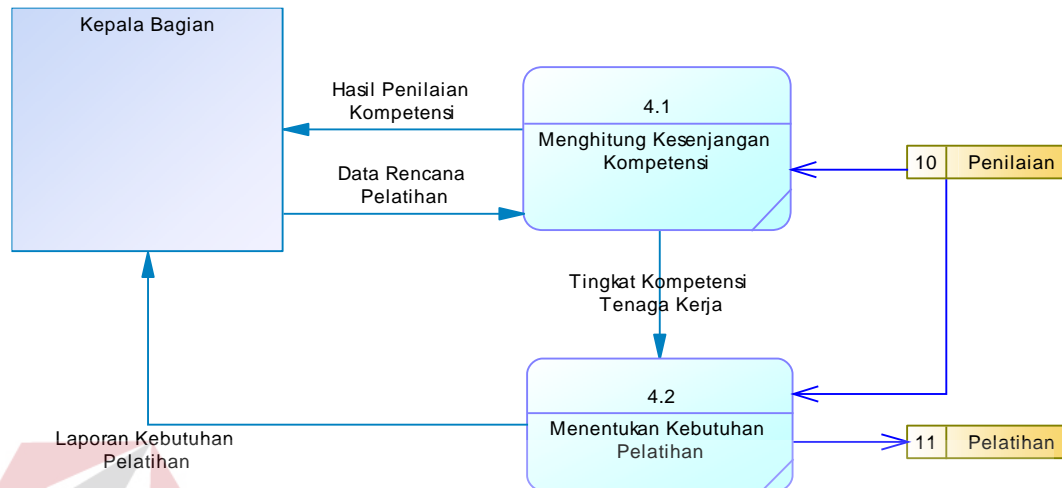 Kepala Bagian
Hasil Penilaian
Kompetensi
Data Rencana
Pelatihan
4.1
Menghitung Kesenjangan
Kompetensi
10 Penilaian
Tingkat Kompetensi
Tenaga Kerja
4.2
Menentukan Kebutuhan
Pelatihan
11 Pelatihan
Laporan Kebutuhan
Pelatihan